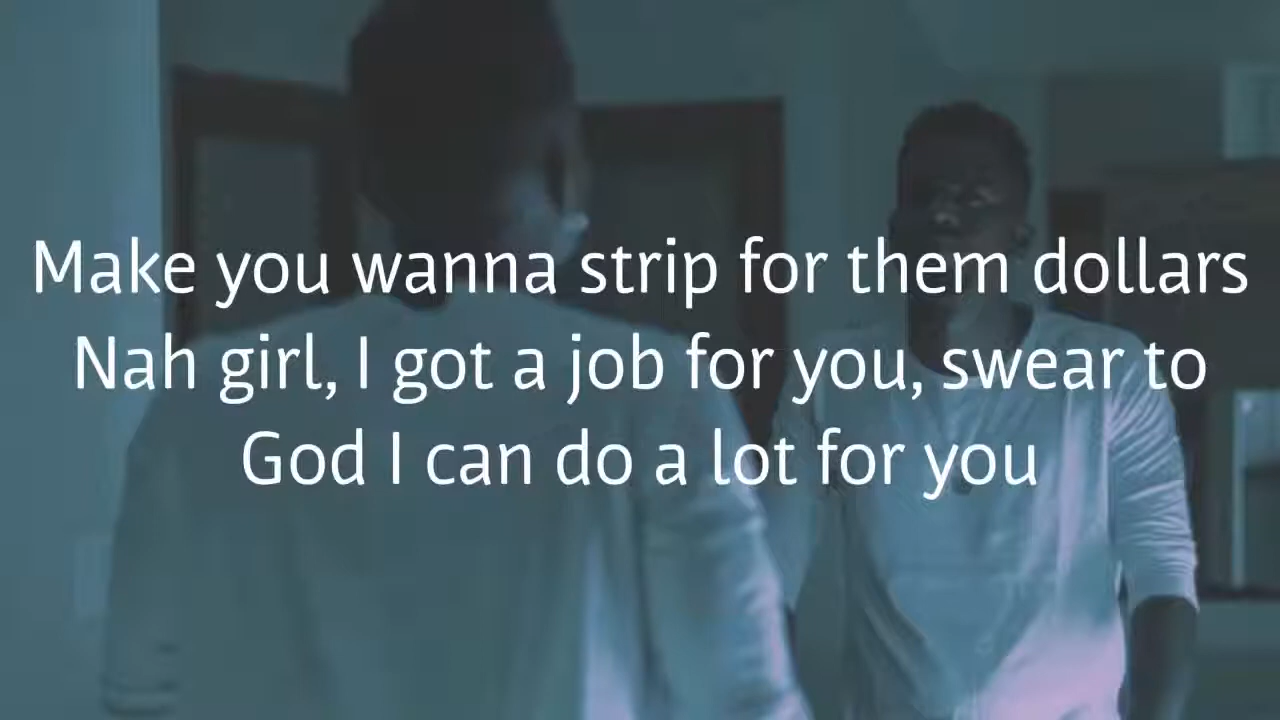 Make you wanna strip for them dollars
Nah girl, I got a job for you, swear to
God I can do a lot for you